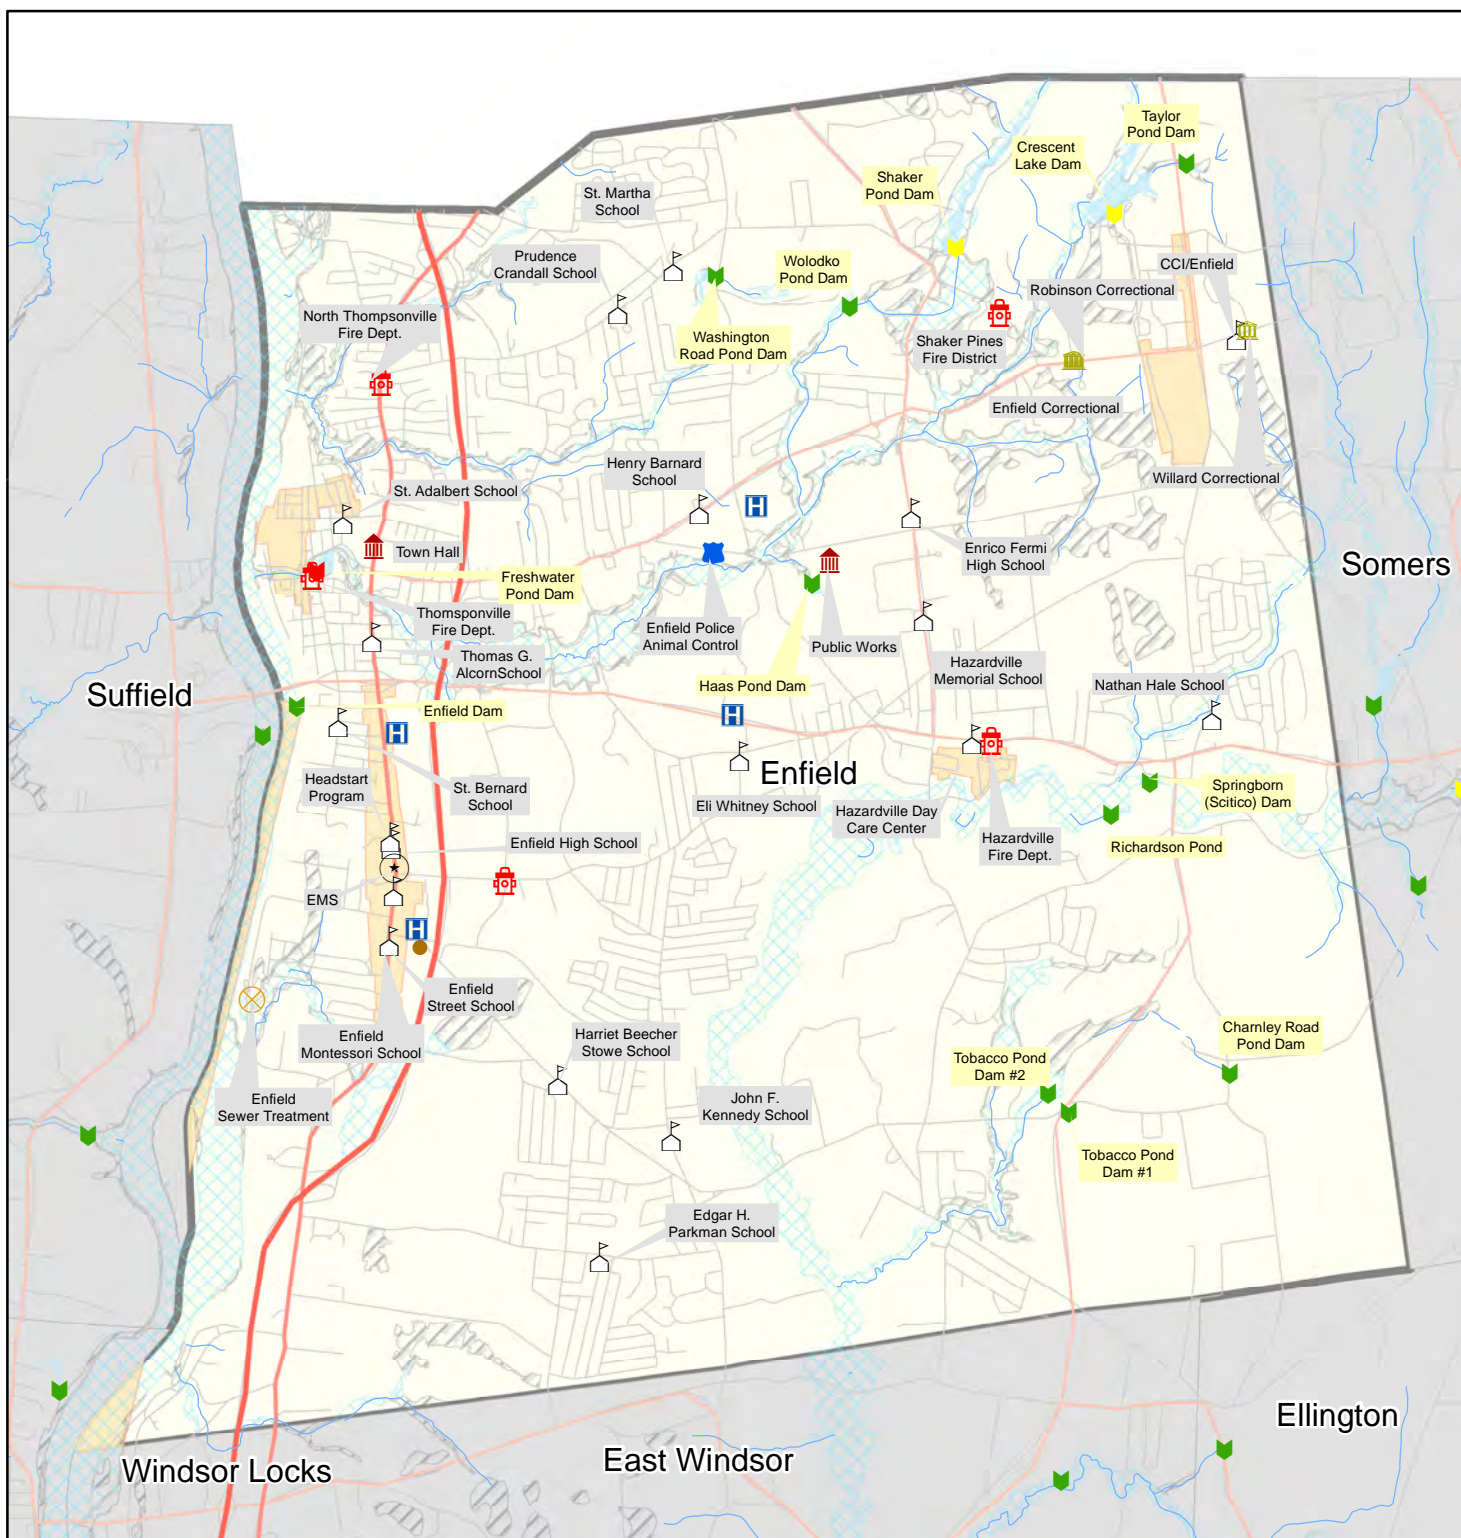 Taylor
Pond Dam
Crescent
Lake Dam
Shaker
Pond Dam
St. Martha
School
Prudence
Crandall School
Wolodko
Pond Dam
CCI/Enfield
Robinson Correctional
North Thompsonville
Fire Dept.
Washington
Road Pond Dam
Shaker Pines
Fire District
Enfield Correctional
Henry Barnard
School
Willard Correctional
St. Adalbert School
Town Hall
Enrico Fermi
High School
Somers
Freshwater
Pond Dam
Thomsponville
Fire Dept.
Enfield Police
Animal Control
Public Works
Thomas G.
AlcornSchool
Hazardville
Memorial School
Suffield
Haas Pond Dam
Nathan Hale School
Enfield Dam
H
H
H
H
Headstart
Program
St. Bernard
School
Enfield
Eli Whitney School
Hazardville Day
Care Center
Springborn
(Scitico) Dam
Enfield High School
Hazardville
Fire Dept.
Richardson Pond
EMS
Enfield
Street School
Enfield
Montessori School
Harriet Beecher
Stowe School
Charnley Road
Pond Dam
Tobacco Pond
Dam #2
Enfield
Sewer Treatment
John F.
Kennedy School
Tobacco Pond
Dam #1
Edgar H.
Parkman School
Ellington
Windsor Locks
East Windsor